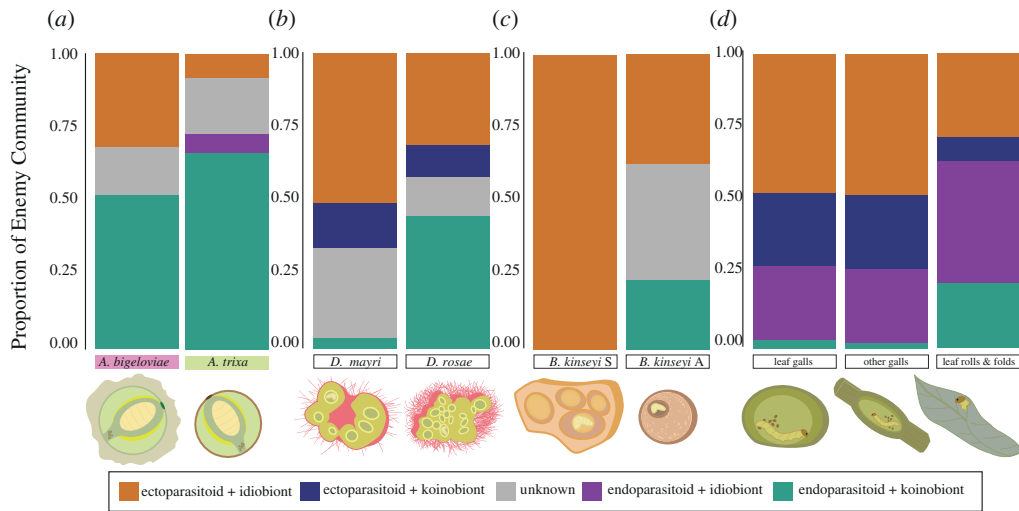 (a)
(b)
(c)
(d)
Proportion of Enemy Community
1.00
0.75
0.50
0.25
0.00
A. bigeloviae
A. trixa
1.00
0.75
0.50
0.25
0.00
D. mayri
D. rosae
1.00
0.75
0.50
0.25
0.00
B. kinseyi S
B. kinseyi A
1.00
0.75
0.50
0.25
0.00
leaf galls
other galls
leaf rolls & folds
ectoparasitoid + idiobiont
ectoparasitoid + koinobiont
unknown
endoparasitoid + idiobiont
endoparasitoid + koinobiont